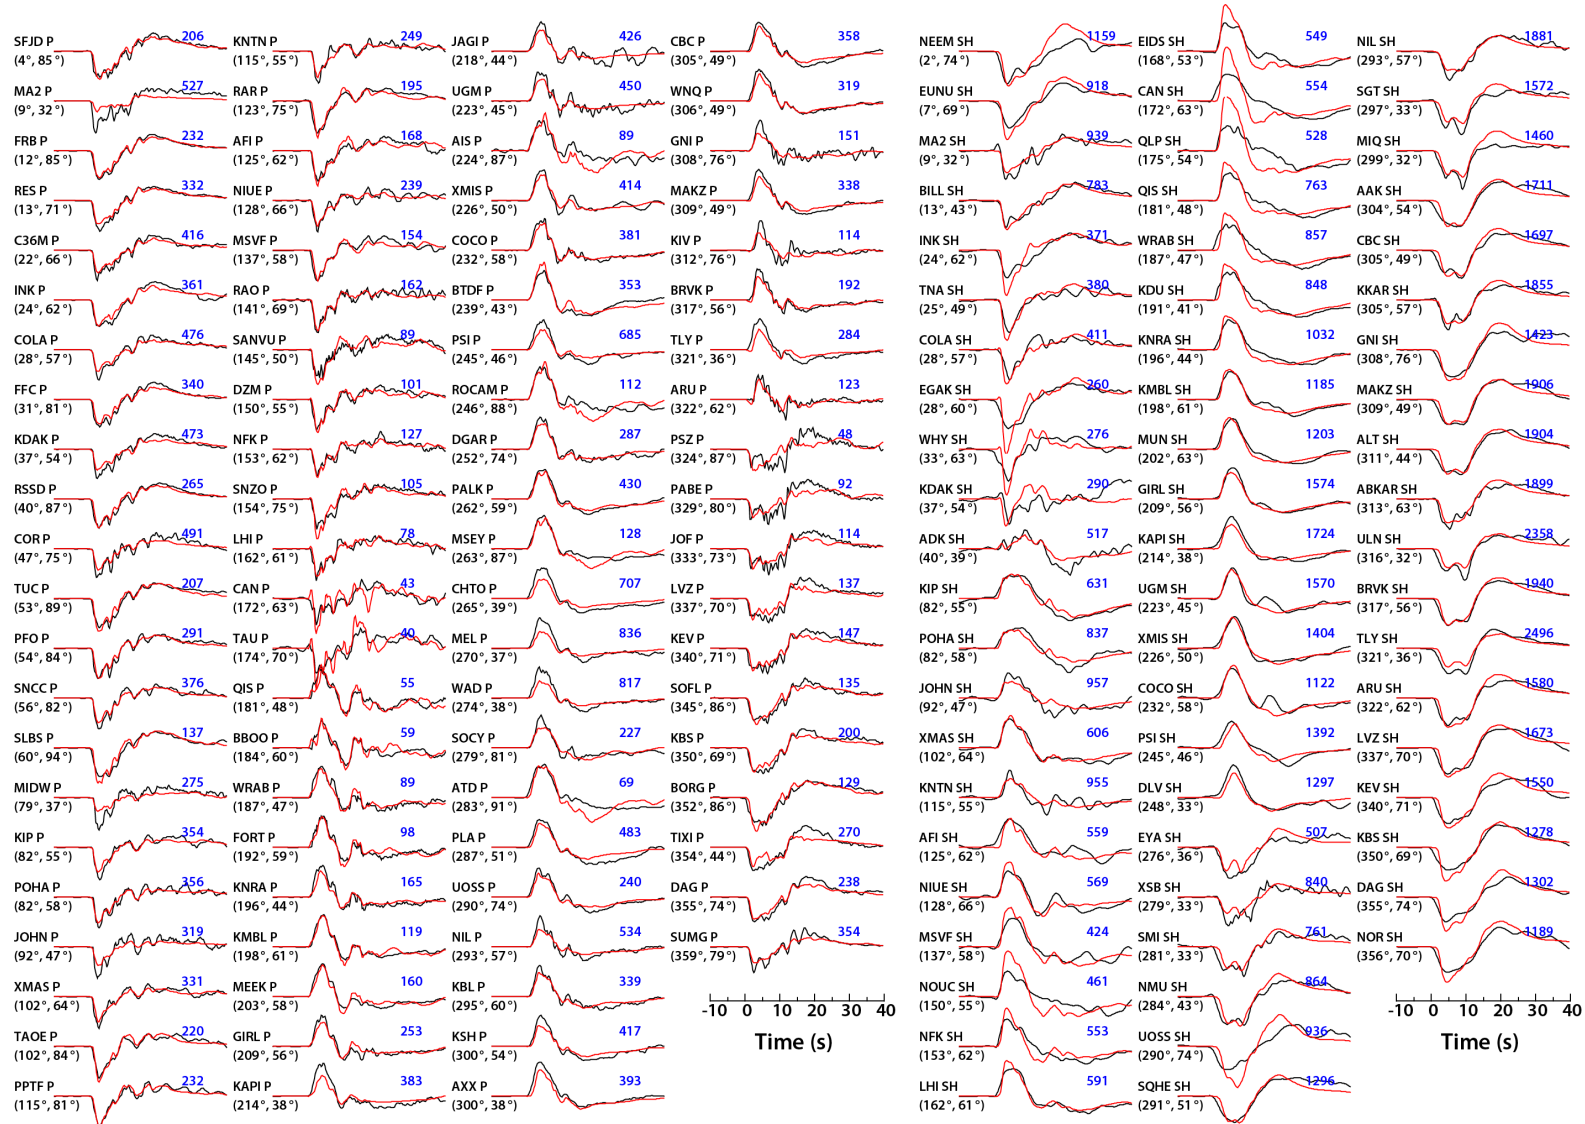 SFJD P
206
(4°, 85°)
MA2 P
527
(9°, 32°)
FRB P
232
(12°, 85°)
RES P
332
(13°, 71°)
C36M P
416
(22°, 66°)
INK P
361
(24°, 62°)
COLA P
476
(28°, 57°)
FFC P
340
(31°, 81°)
KDAK P
473
(37°, 54°)
RSSD P
265
(40°, 87°)
COR P
491
(47°, 75°)
TUC P
207
(53°, 89°)
PFO P
291
(54°, 84°)
SNCC P
376
(56°, 82°)
SLBS P
137
(60°, 94°)
MIDW P
275
(79°, 37°)
KIP P
354
(82°, 55°)
POHA P
356
(82°, 58°)
JOHN P
319
(92°, 47°)
XMAS P
331
(102°, 64°)
TAOE P
220
(102°, 84°)
PPTF P
232
(115°, 81°)
KNTN P
249
(115°, 55°)
RAR P
195
(123°, 75°)
AFI P
168
(125°, 62°)
NIUE P
239
(128°, 66°)
MSVF P
154
(137°, 58°)
RAO P
162
(141°, 69°)
SANVU P
89
(145°, 50°)
DZM P
101
(150°, 55°)
NFK P
127
(153°, 62°)
SNZO P
105
(154°, 75°)
LHI P
78
(162°, 61°)
CAN P
43
(172°, 63°)
TAU P
40
(174°, 70°)
QIS P
55
(181°, 48°)
BBOO P
59
(184°, 60°)
WRAB P
89
(187°, 47°)
FORT P
98
(192°, 59°)
KNRA P
165
(196°, 44°)
KMBL P
119
(198°, 61°)
MEEK P
160
(203°, 58°)
GIRL P
253
(209°, 56°)
KAPI P
383
(214°, 38°)
JAGI P
426
(218°, 44°)
UGM P
450
(223°, 45°)
AIS P
89
(224°, 87°)
XMIS P
414
(226°, 50°)
COCO P
381
(232°, 58°)
BTDF P
353
(239°, 43°)
PSI P
685
(245°, 46°)
ROCAM P
112
(246°, 88°)
DGAR P
287
(252°, 74°)
PALK P
430
(262°, 59°)
MSEY P
128
(263°, 87°)
CHTO P
707
(265°, 39°)
MEL P
836
(270°, 37°)
WAD P
817
(274°, 38°)
SOCY P
227
(279°, 81°)
ATD P
69
(283°, 91°)
PLA P
483
(287°, 51°)
UOSS P
240
(290°, 74°)
NIL P
534
(293°, 57°)
KBL P
339
(295°, 60°)
KSH P
417
(300°, 54°)
AXX P
393
(300°, 38°)
CBC P
358
(305°, 49°)
WNQ P
319
(306°, 49°)
GNI P
151
(308°, 76°)
MAKZ P
338
(309°, 49°)
KIV P
114
(312°, 76°)
BRVK P
192
(317°, 56°)
TLY P
284
(321°, 36°)
ARU P
123
(322°, 62°)
PSZ P
48
(324°, 87°)
PABE P
92
(329°, 80°)
JOF P
114
(333°, 73°)
LVZ P
137
(337°, 70°)
KEV P
147
(340°, 71°)
SOFL P
135
(345°, 86°)
KBS P
200
(350°, 69°)
BORG P
129
(352°, 86°)
TIXI P
270
(354°, 44°)
DAG P
238
(355°, 74°)
SUMG P
354
(359°, 79°)
-10 0 10 20 30 40
Time (s)
NEEM SH
1159
(2°, 74°)
EUNU SH
918
(7°, 69°)
MA2 SH
939
(9°, 32°)
BILL SH
783
(13°, 43°)
INK SH
371
(24°, 62°)
TNA SH
380
(25°, 49°)
COLA SH
411
(28°, 57°)
EGAK SH
260
(28°, 60°)
WHY SH
276
(33°, 63°)
KDAK SH
290
(37°, 54°)
ADK SH
517
(40°, 39°)
KIP SH
631
(82°, 55°)
POHA SH
837
(82°, 58°)
JOHN SH
957
(92°, 47°)
XMAS SH
606
(102°, 64°)
KNTN SH
955
(115°, 55°)
AFI SH
559
(125°, 62°)
NIUE SH
569
(128°, 66°)
MSVF SH
424
(137°, 58°)
NOUC SH
461
(150°, 55°)
NFK SH
553
(153°, 62°)
LHI SH
591
(162°, 61°)
EIDS SH
549
(168°, 53°)
CAN SH
554
(172°, 63°)
QLP SH
528
(175°, 54°)
QIS SH
763
(181°, 48°)
WRAB SH
857
(187°, 47°)
KDU SH
848
(191°, 41°)
KNRA SH
1032
(196°, 44°)
KMBL SH
1185
(198°, 61°)
MUN SH
1203
(202°, 63°)
GIRL SH
1574
(209°, 56°)
KAPI SH
1724
(214°, 38°)
UGM SH
1570
(223°, 45°)
XMIS SH
1404
(226°, 50°)
COCO SH
1122
(232°, 58°)
PSI SH
1392
(245°, 46°)
DLV SH
1297
(248°, 33°)
EYA SH
507
(276°, 36°)
XSB SH
840
(279°, 33°)
SMI SH
761
(281°, 33°)
NMU SH
864
(284°, 43°)
UOSS SH
936
(290°, 74°)
SQHE SH
1296
(291°, 51°)
NIL SH
1881
(293°, 57°)
SGT SH
1572
(297°, 33°)
MIQ SH
1460
(299°, 32°)
AAK SH
1711
(304°, 54°)
CBC SH
1697
(305°, 49°)
KKAR SH
1855
(305°, 57°)
GNI SH
1423
(308°, 76°)
MAKZ SH
1906
(309°, 49°)
ALT SH
1904
(311°, 44°)
ABKAR SH
1899
(313°, 63°)
ULN SH
2358
(316°, 32°)
BRVK SH
1940
(317°, 56°)
TLY SH
2496
(321°, 36°)
ARU SH
1580
(322°, 62°)
LVZ SH
1673
(337°, 70°)
KEV SH
1550
(340°, 71°)
KBS SH
1278
(350°, 69°)
DAG SH
1302
(355°, 74°)
NOR SH
1189
(356°, 70°)
-10 0 10 20 30 40
Time (s)